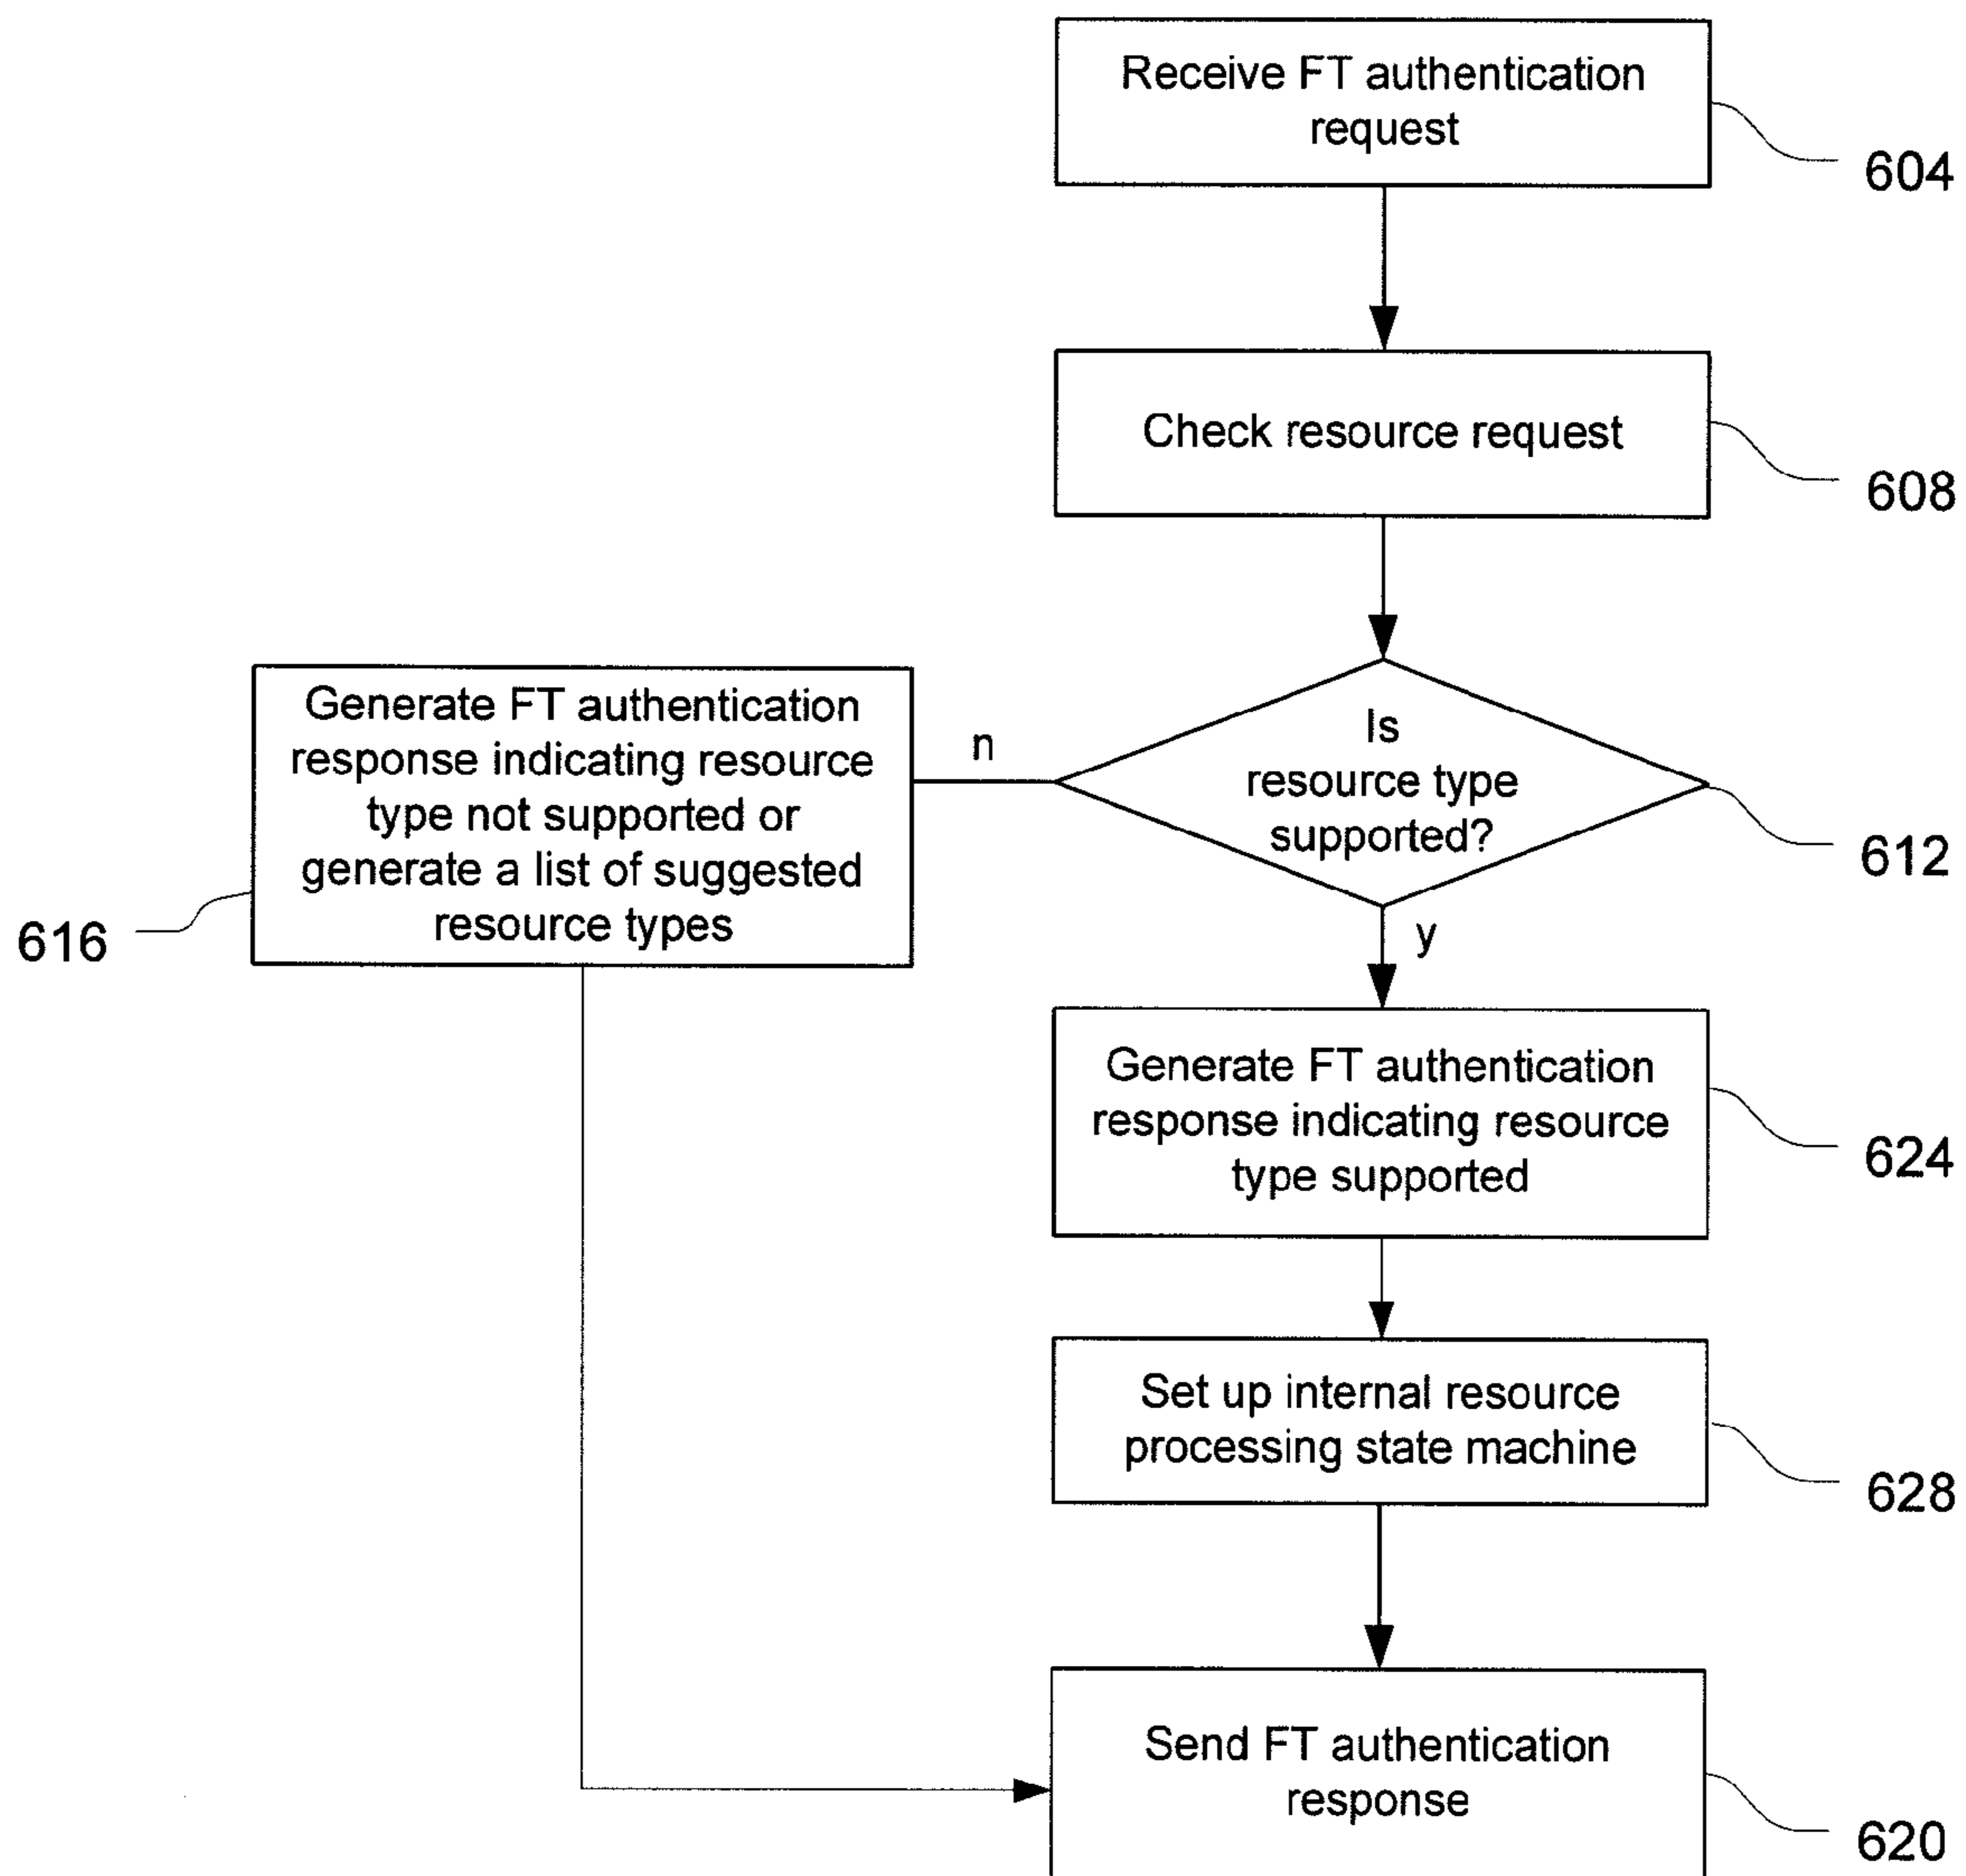 Receive FT authentication
request
604
Check resource request
608
Is
resource type
supported?
612
n
Generate FT authentication
response indicating resource
type not supported or
generate a list of suggested
resource types
616
y
Generate FT authentication
response indicating resource
type supported
624
Set up internal resource
processing state machine
628
Send FT authentication
response
620